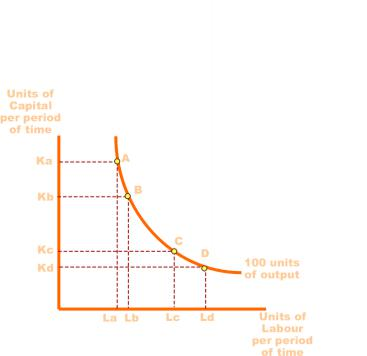 Units of
Capital
per period
of time
Ka
A
Kb
B
Kc
C
Kd
D
100 units
of output
La Lb Lc Ld
Units of
Labour
per period
of time